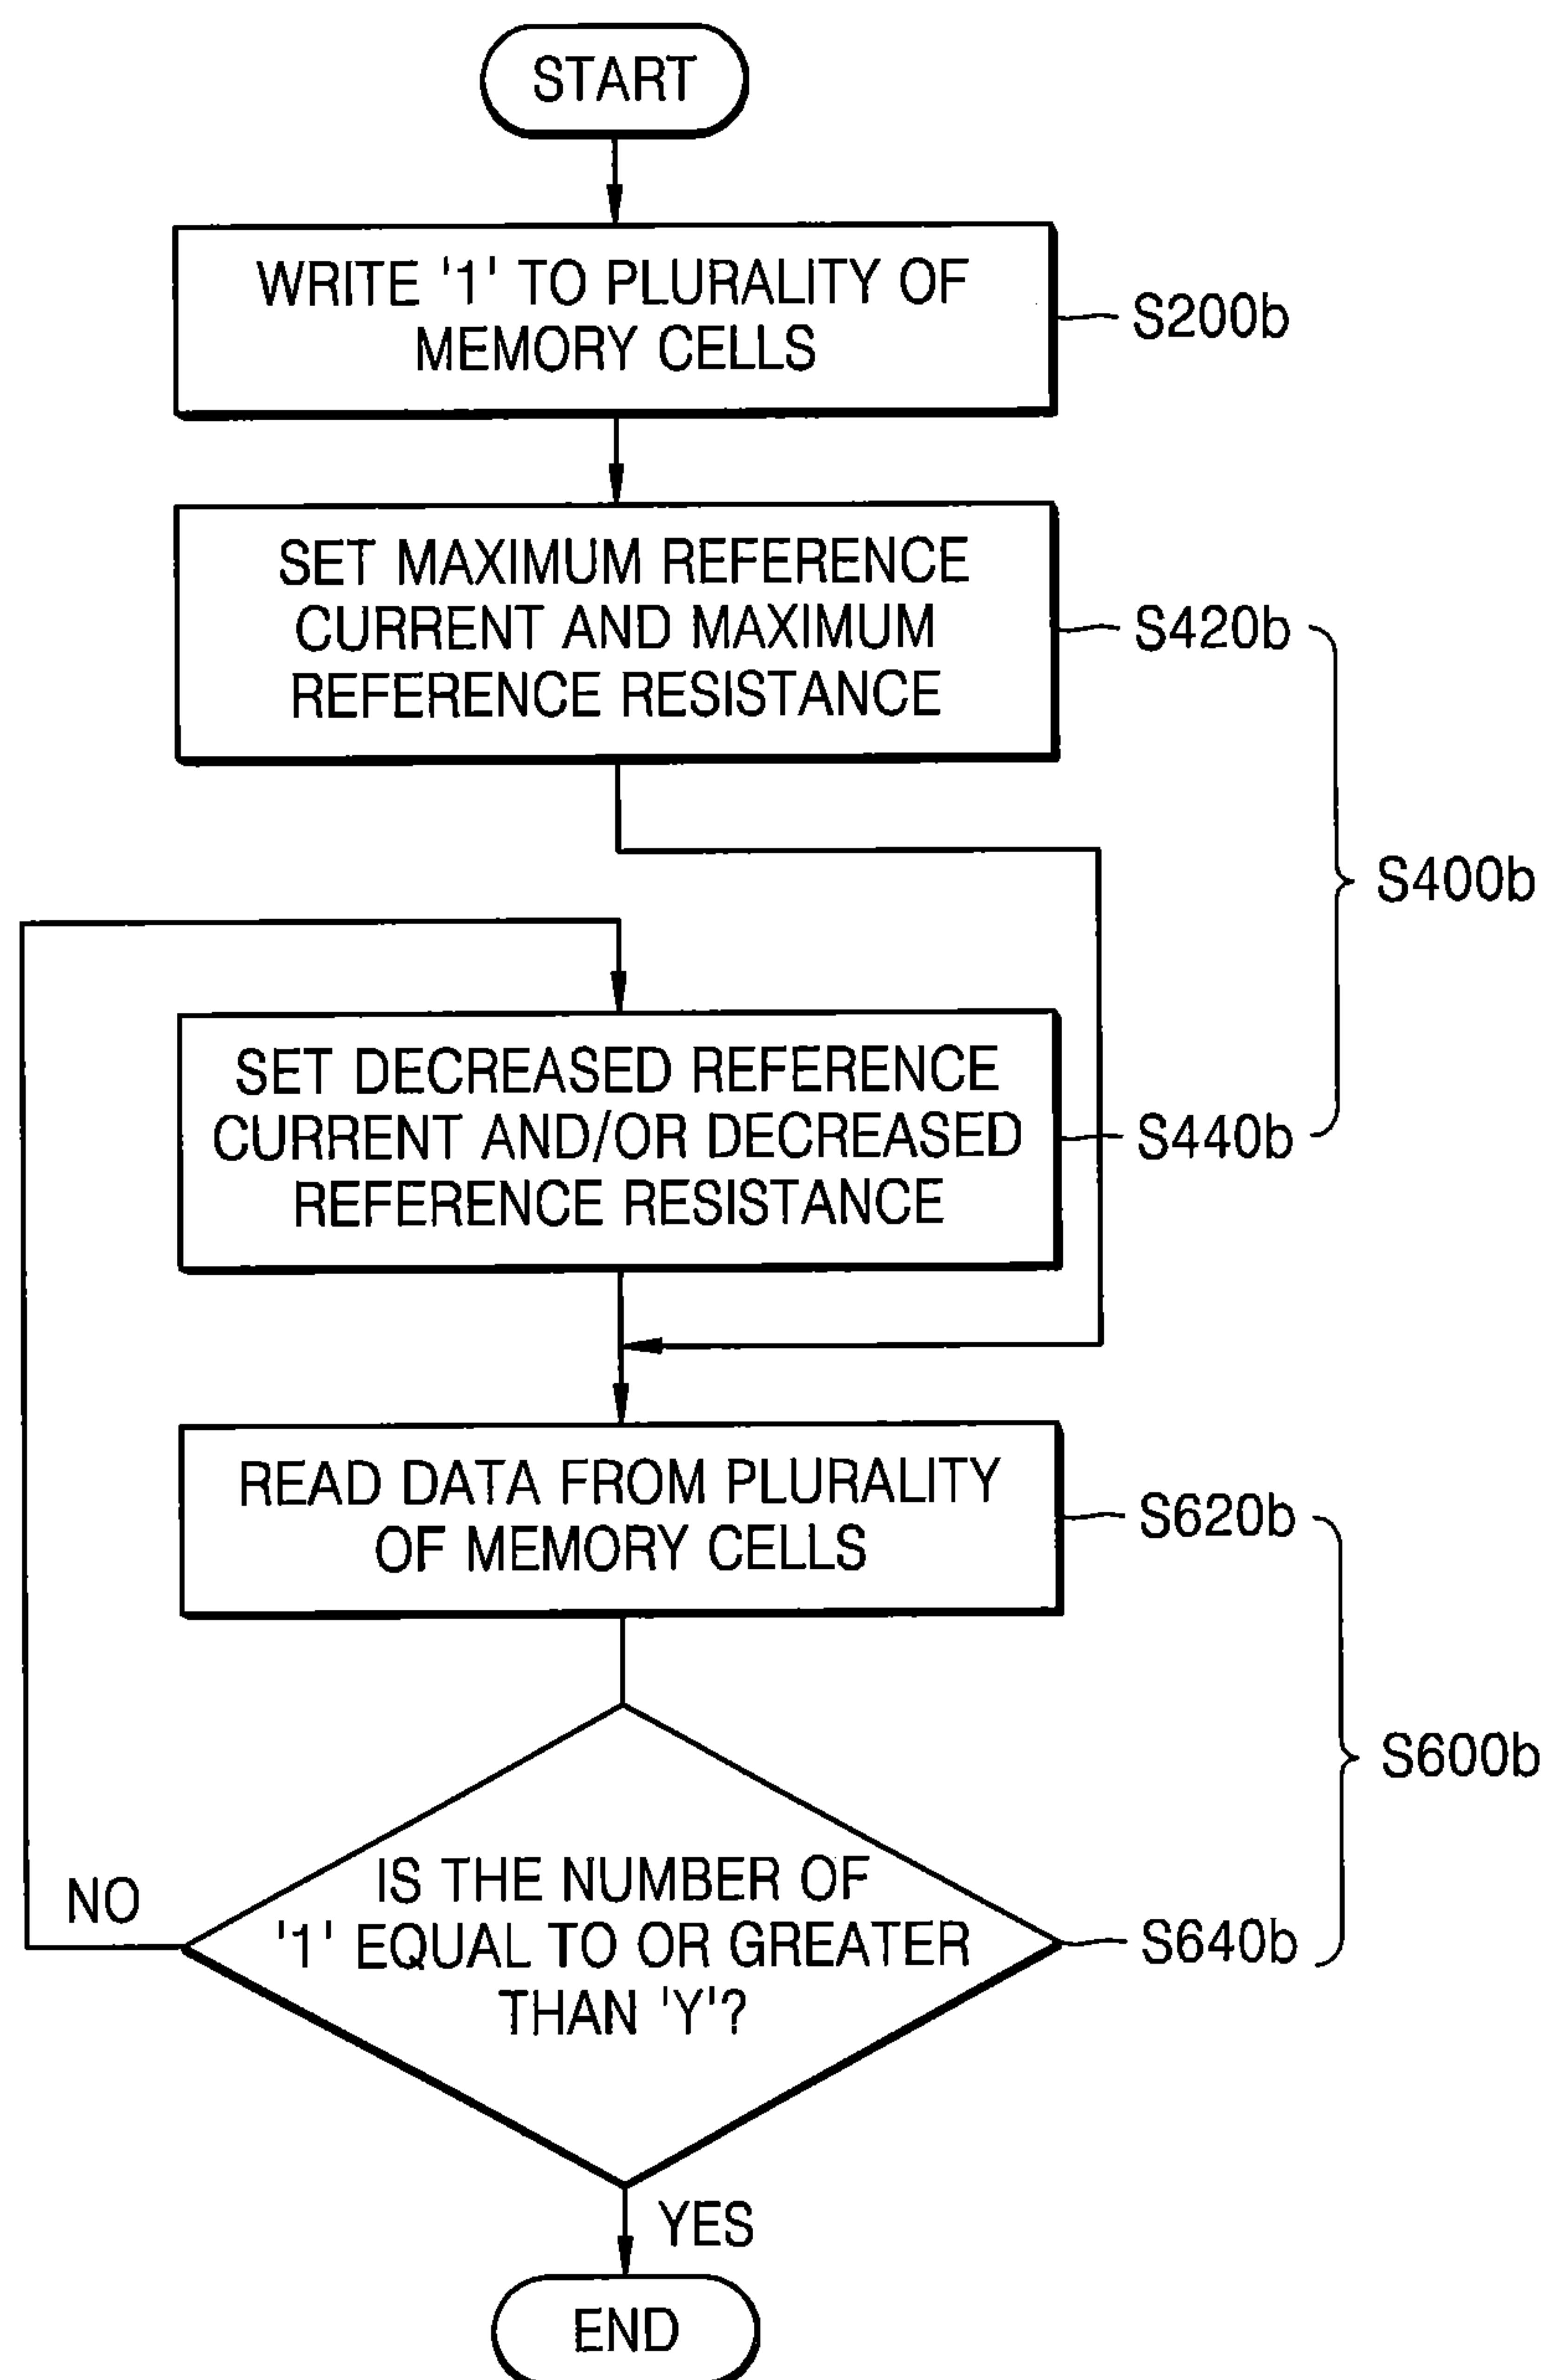 START
WRITE '1' TO PLURALITY OF
MEMORY CELLS
S200b
SET MAXIMUM REFERENCE
CURRENT AND MAXIMUM
REFERENCE RESISTANCE
S420b
S400b
SET DECREASED REFERENCE
CURRENT AND/OR DECREASED
REFERENCE RESISTANCE
S440b
READ DATA FROM PLURALITY
OF MEMORY CELLS
S620b
S600b
IS THE NUMBER OF
'1' EQUAL TO OR GREATER
THAN 'Y'?
S640b
NO
YES
END